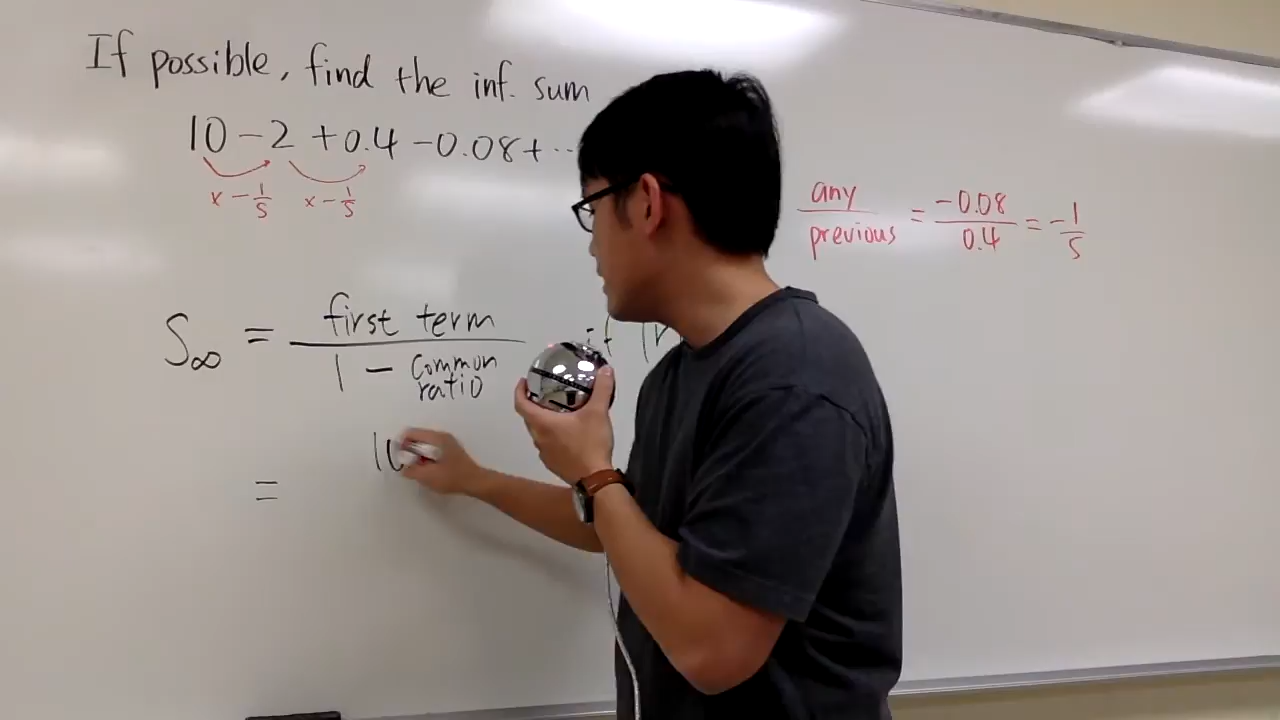 If possible, find the inf. sum
10 - 2 + 0.4 - 0.08 + ...
x - 1/5 x - 1/5
any/previous = -0.08/0.4 = - 1/5
S∞ = first term / 1 - common ratio if |r
= 10